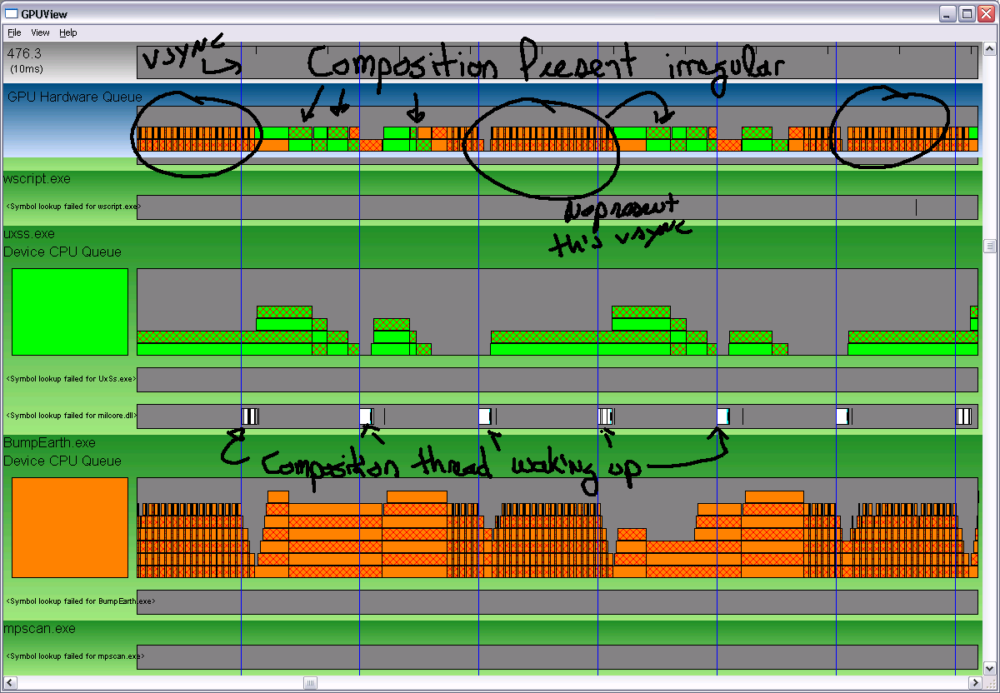 GPUView
File View Help
476.3
(10ms)
VSYNC
Composition Present irregular
GPU Hardware Queue
wscript.exe
<Symbol lookup failed for wscript.exe>
No present
this vsync
uxss.exe
Device CPU Queue
<Symbol lookup failed for UxSs.exe>
<Symbol lookup failed for milcore.dll>
BumpEarth.exe
Device CPU Queue
Composition thread waking up
<Symbol lookup failed for BumpEarth.exe>
mpscan.exe
<Symbol lookup failed for mpscan.exe>